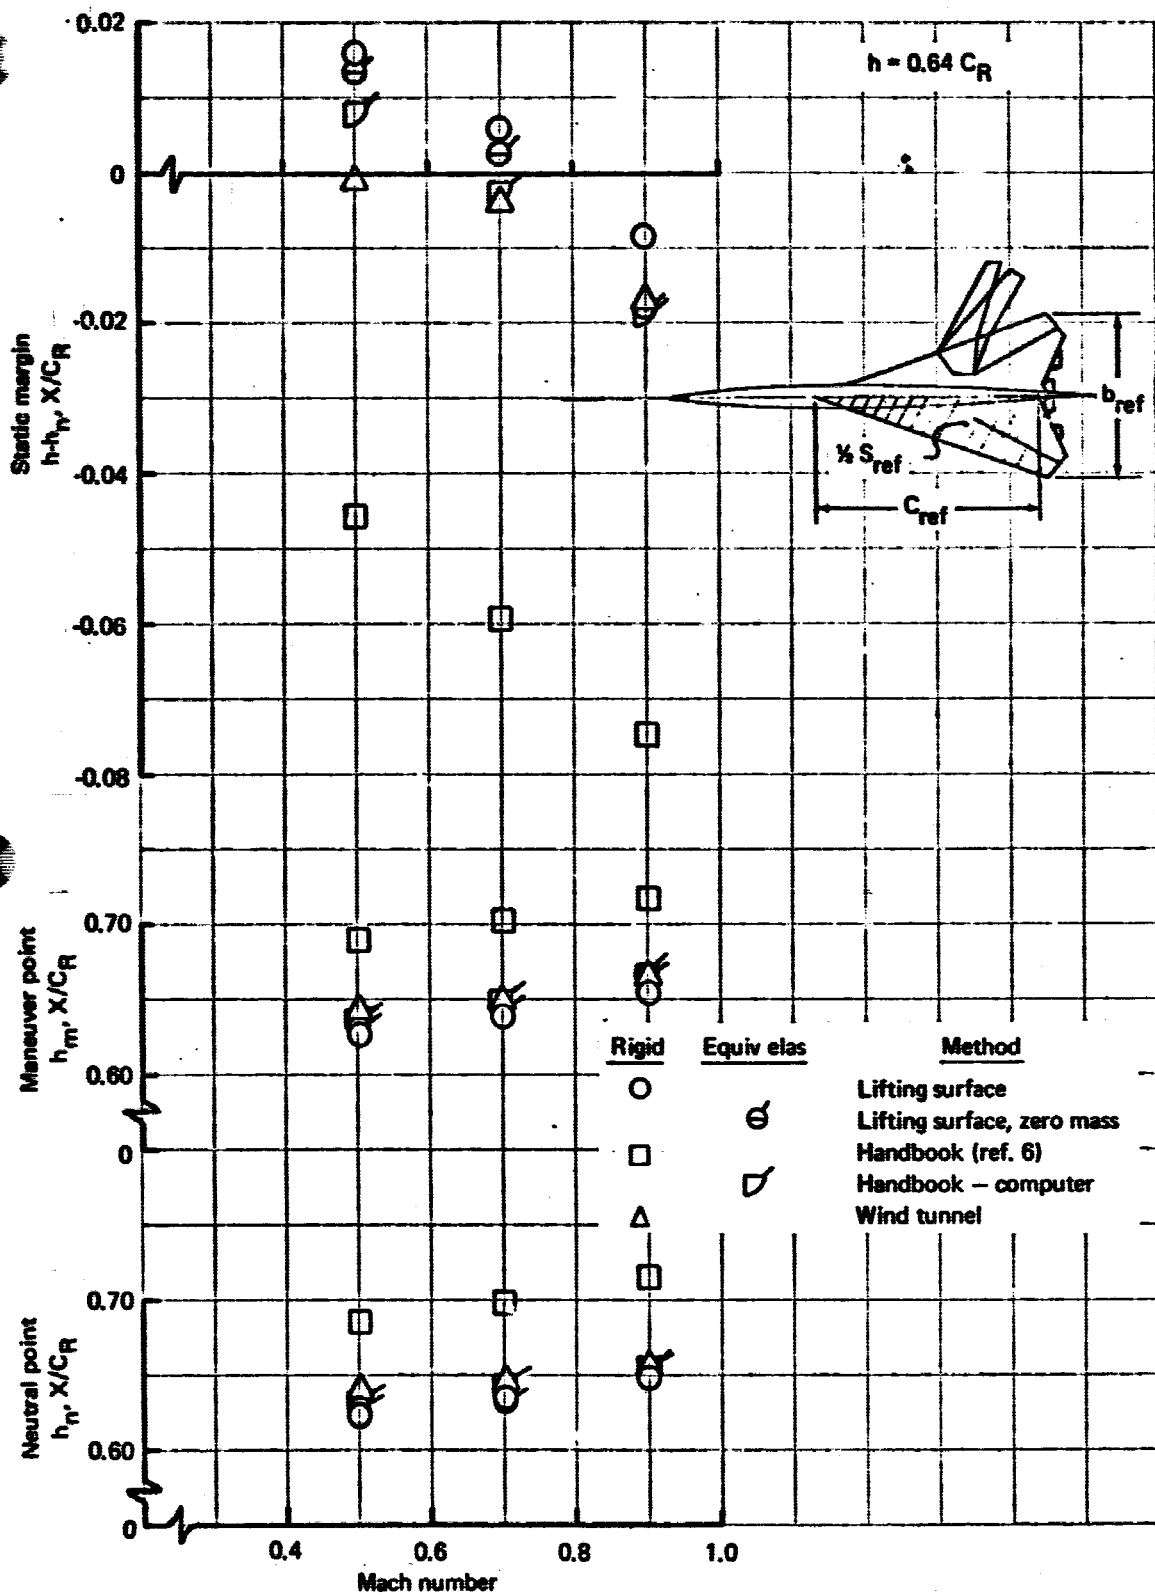 0.02
h = 0.64 C_R
0
-0.02
Static margin
h-h_n, X/C_R
b_ref
½ S_ref
-0.04
C_ref
-0.06
-0.08
0.70
Maneuver point
h_m, X/C_R
0.60
0
Rigid Equiv elas Method
Lifting surface
Lifting surface, zero mass
Handbook (ref. 6)
Handbook — computer
Wind tunnel
0.70
Neutral point
h_n, X/C_R
0.60
0
0.4 0.6 0.8 1.0
Mach number